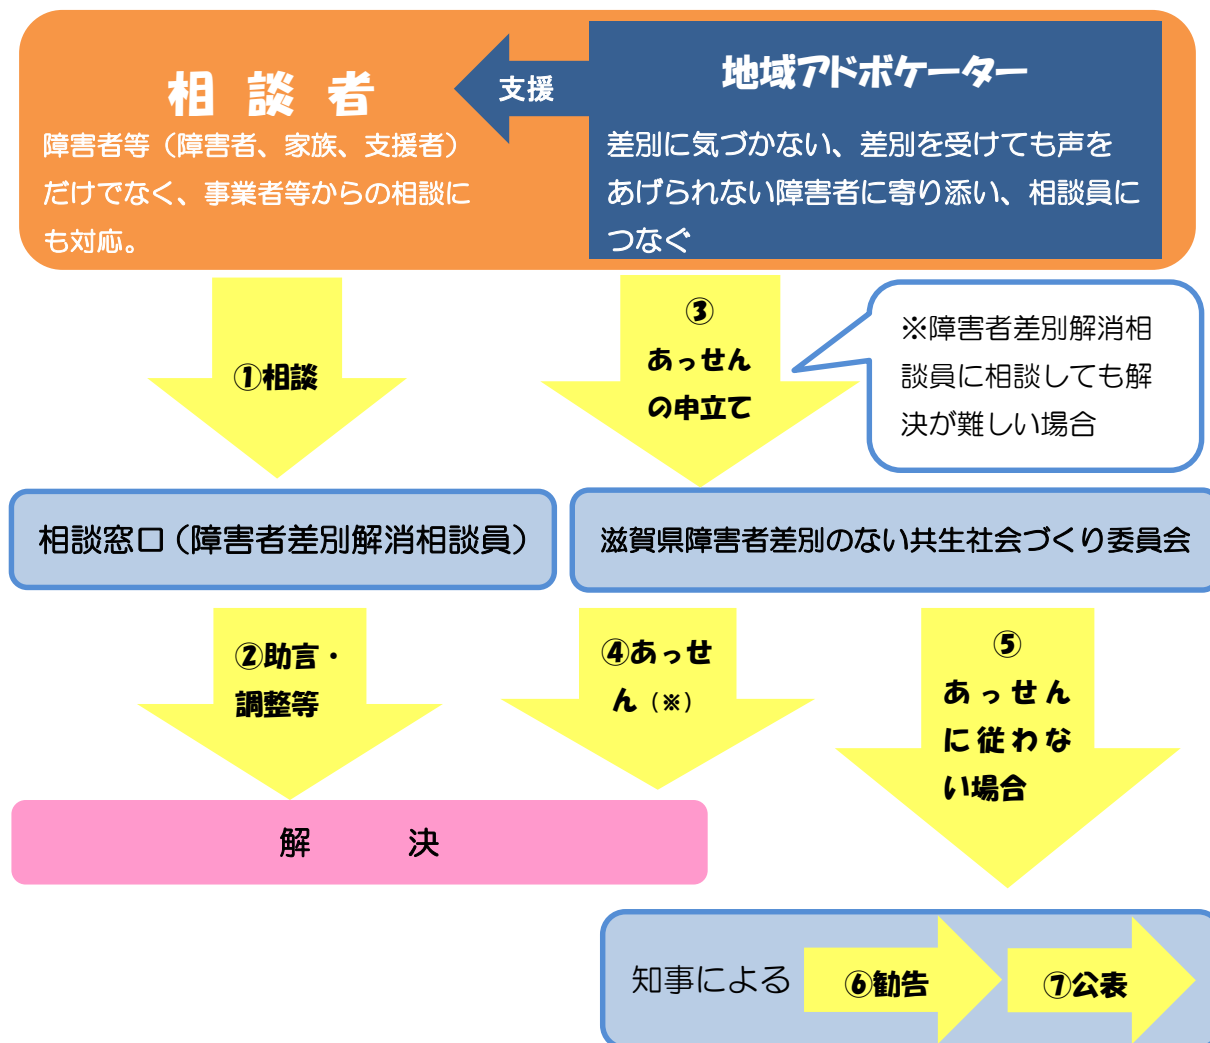 相談者
障害者等（障害者、家族、支援者）
だけでなく、事業者等からの相談に
も対応。
支援
地域アドボケーター
差別に気づかない、差別を受けても声を
あげられない障害者に寄り添い、相談員に
つなぐ
①相談
③
あっせん
の申立て
※障害者差別解消相
談員に相談しても解
決が難しい場合
相談窓口（障害者差別解消相談員）
滋賀県障害者差別のない共生社会づくり委員会
②助言・
調整等
④あっせ
ん（※）
⑤
あっせん
に従わな
い場合
解決
知事による
⑥勧告
⑦公表